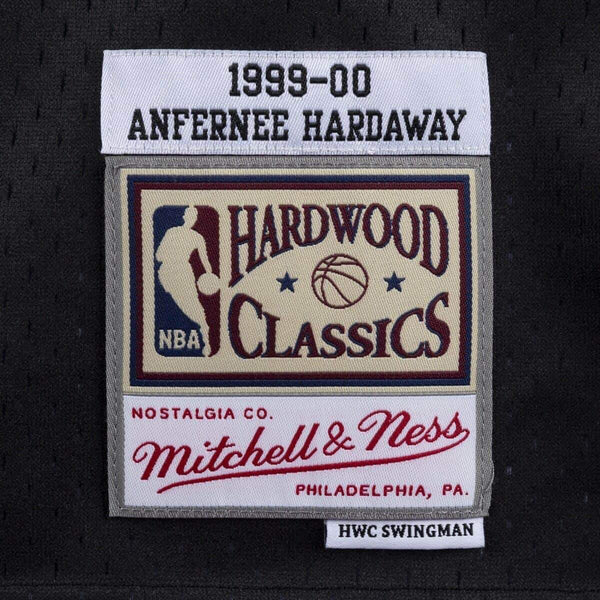 1999-00
ANFERNEE HARDAWAY
HARDWOOD
CLASSICS
NBA
NOSTALGIA CO.
Mitchell & Ness
PHILADELPHIA, PA.
HWC SWINGMAN